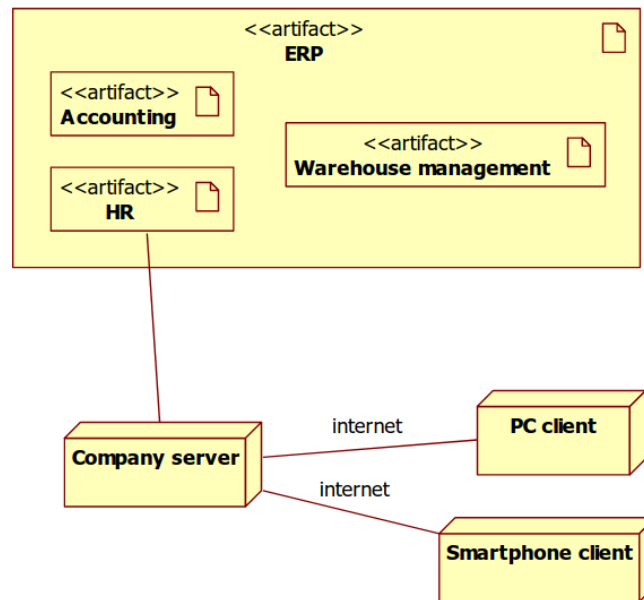 <<artifact>>
ERP
<<artifact>>
Accounting
<<artifact>>
Warehouse management
<<artifact>>
HR
internet
PC client
Company server
internet
Smartphone client